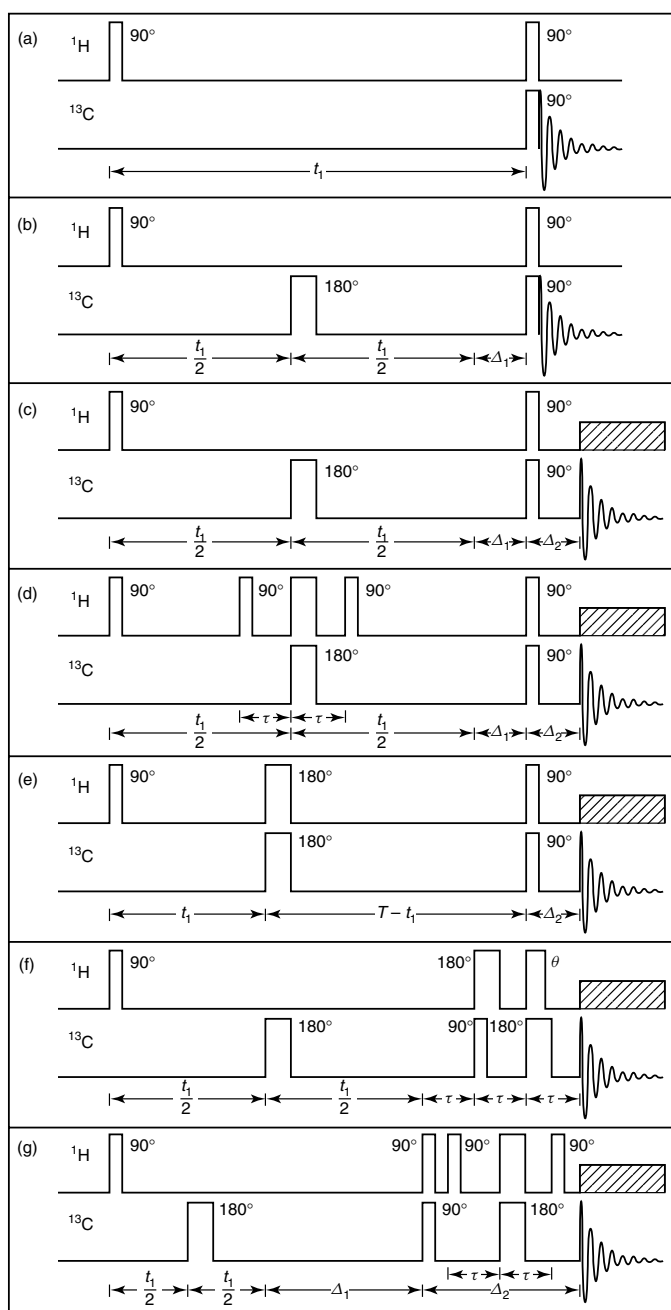 (a) ¹H 90° 90°
¹³C 90°
t₁
(b) ¹H 90° 90°
¹³C 180° 90°
t₁/2 t₁/2 Δ₁
(c) ¹H 90° 90°
¹³C 180° 90°
t₁/2 t₁/2 Δ₁ Δ₂
(d) ¹H 90° 90° 90° 90°
¹³C 180° 90°
τ τ
t₁/2 t₁/2 Δ₁ Δ₂
(e) ¹H 90° 180° 90°
¹³C 180° 90°
t₁ T – t₁ Δ₂
(f) ¹H 90° 180° θ
¹³C 180° 90° 180°
t₁/2 t₁/2 τ τ τ
(g) ¹H 90° 90° 90° 90°
¹³C 180° 90° 180°
τ τ
t₁/2 t₁/2 Δ₁ Δ₂